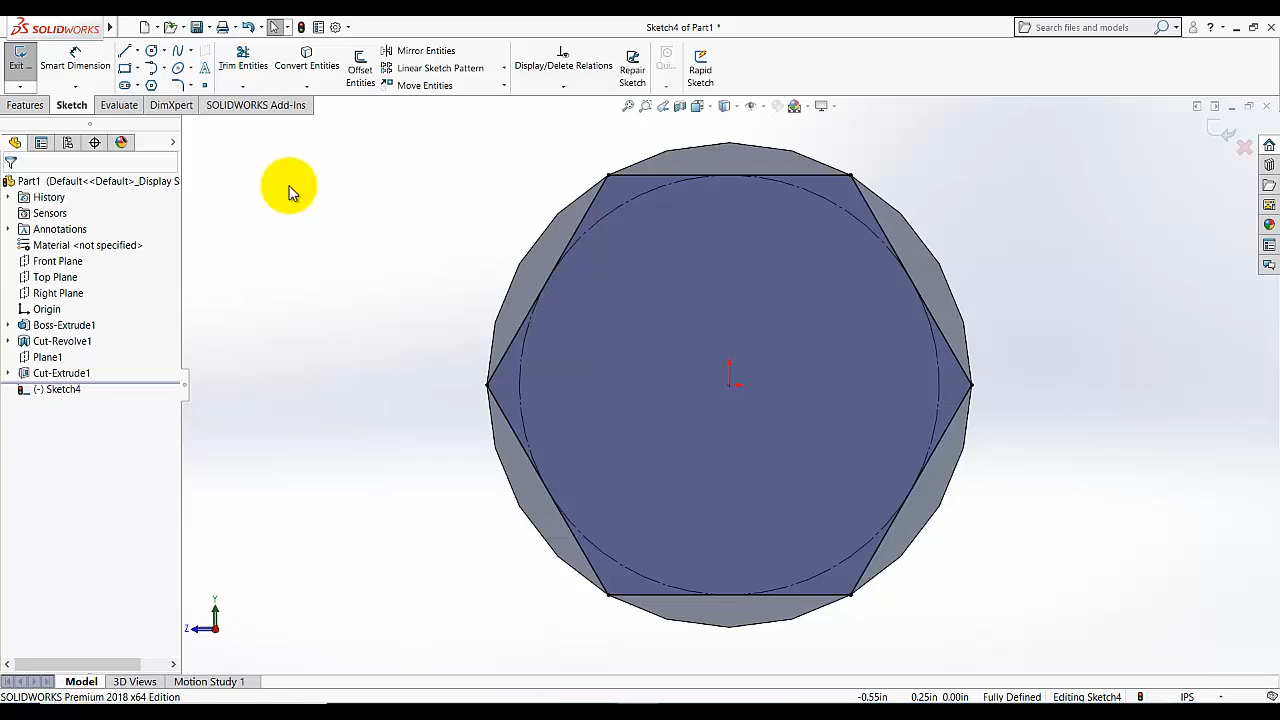 SOLIDWORKS
Sketch4 of Part1 *
Search files and models
Exit ...
Smart Dimension
Trim Entities
Convert Entities
Offset Entities
Mirror Entities
Linear Sketch Pattern
Move Entities
Display/Delete Relations
Repair Sketch
Qui...
Rapid Sketch
Features
Sketch
Evaluate
DimXpert
SOLIDWORKS Add-Ins
Part1 (Default<<Default>_Display S
History
Sensors
Annotations
Material <not specified>
Front Plane
Top Plane
Right Plane
Origin
Boss-Extrude1
Cut-Revolve1
Plane1
Cut-Extrude1
(-) Sketch4
Y
Z
Model
3D Views
Motion Study 1
SOLIDWORKS Premium 2018 x64 Edition
-0.55in
0.25in
0.00in
Fully Defined
Editing Sketch4
IPS